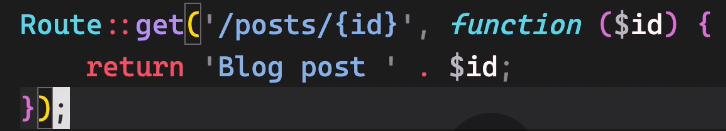 Route::get('/posts/{id}', function ($id) {
    return 'Blog post ' . $id;
});